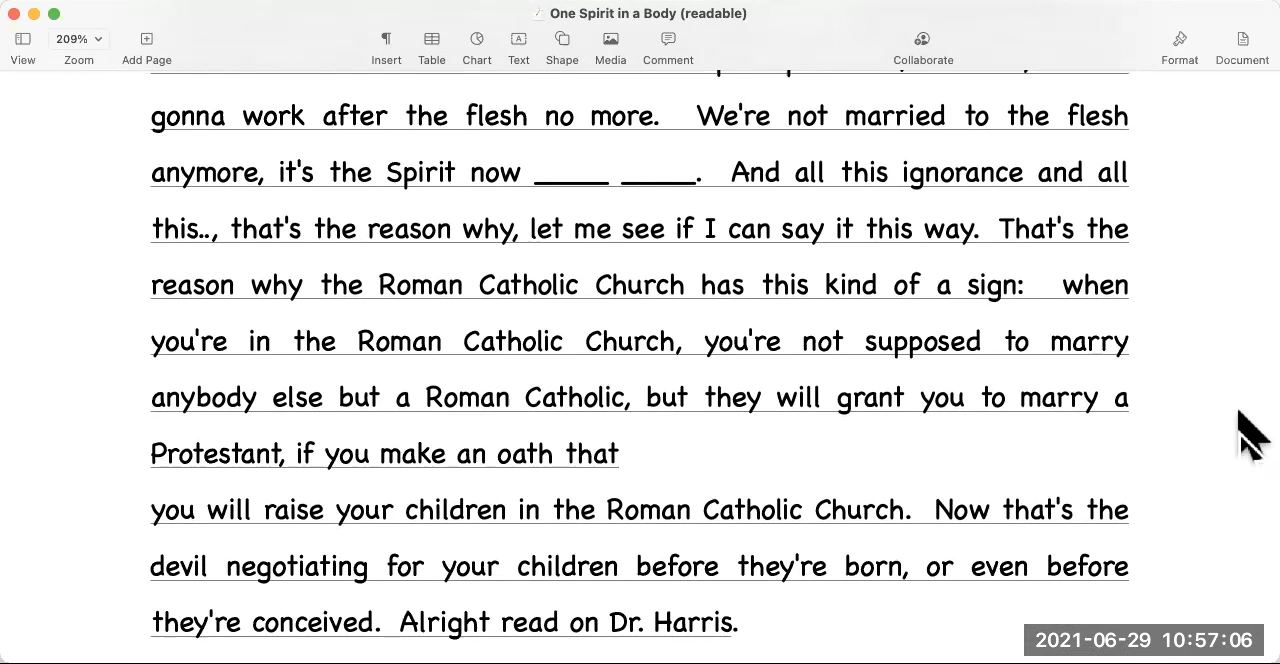 One Spirit in a Body (readable)
209%
View Zoom Add Page Insert Table Chart Text Shape Media Comment Collaborate Format Document
gonna work after the flesh no more. We're not married to the flesh
anymore, it's the Spirit now _____ _____. And all this ignorance and all
this.., that's the reason why, let me see if I can say it this way. That's the
reason why the Roman Catholic Church has this kind of a sign: when
you're in the Roman Catholic Church, you're not supposed to marry
anybody else but a Roman Catholic, but they will grant you to marry a
Protestant, if you make an oath that
you will raise your children in the Roman Catholic Church. Now that's the
devil negotiating for your children before they're born, or even before
they're conceived. Alright read on Dr. Harris.
2021-06-29 10:57:06